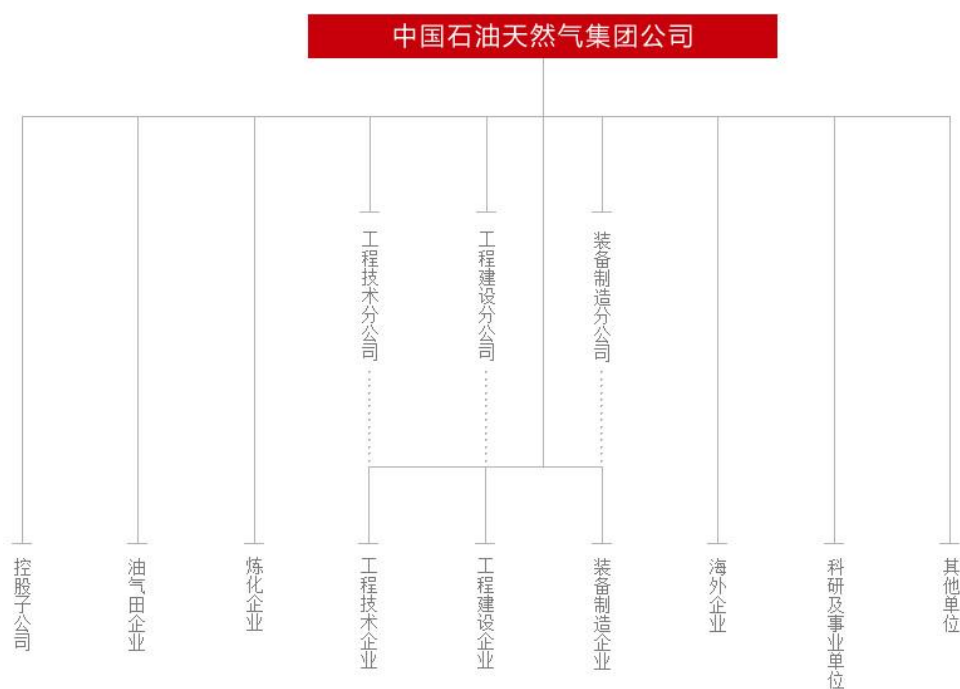 中国石油天然气集团公司
工程技术分公司
工程建设分公司
装备制造分公司
控股子公司
油气田企业
炼化企业
工程技术企业
工程建设企业
装备制造企业
海外企业
科研及事业单位
其他单位